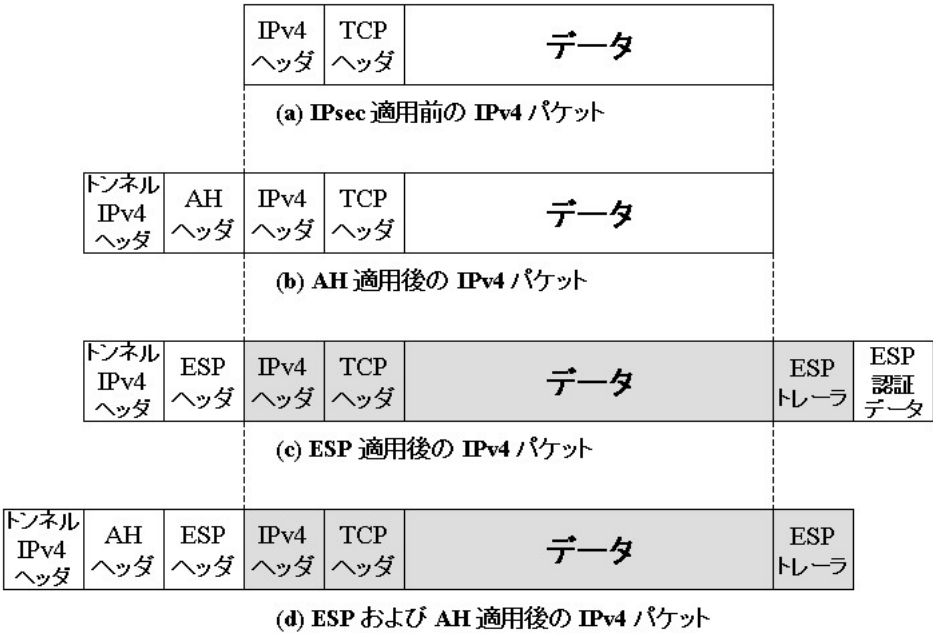 IPv4 ヘッダ
TCP ヘッダ
データ
(a) IPsec 適用前の IPv4 パケット
トンネル IPv4 ヘッダ
AH ヘッダ
IPv4 ヘッダ
TCP ヘッダ
データ
(b) AH 適用後の IPv4 パケット
トンネル IPv4 ヘッダ
ESP ヘッダ
IPv4 ヘッダ
TCP ヘッダ
データ
ESP トレーラ
ESP 認証 データ
(c) ESP 適用後の IPv4 パケット
トンネル IPv4 ヘッダ
AH ヘッダ
ESP ヘッダ
IPv4 ヘッダ
TCP ヘッダ
データ
ESP トレーラ
(d) ESP および AH 適用後の IPv4 パケット